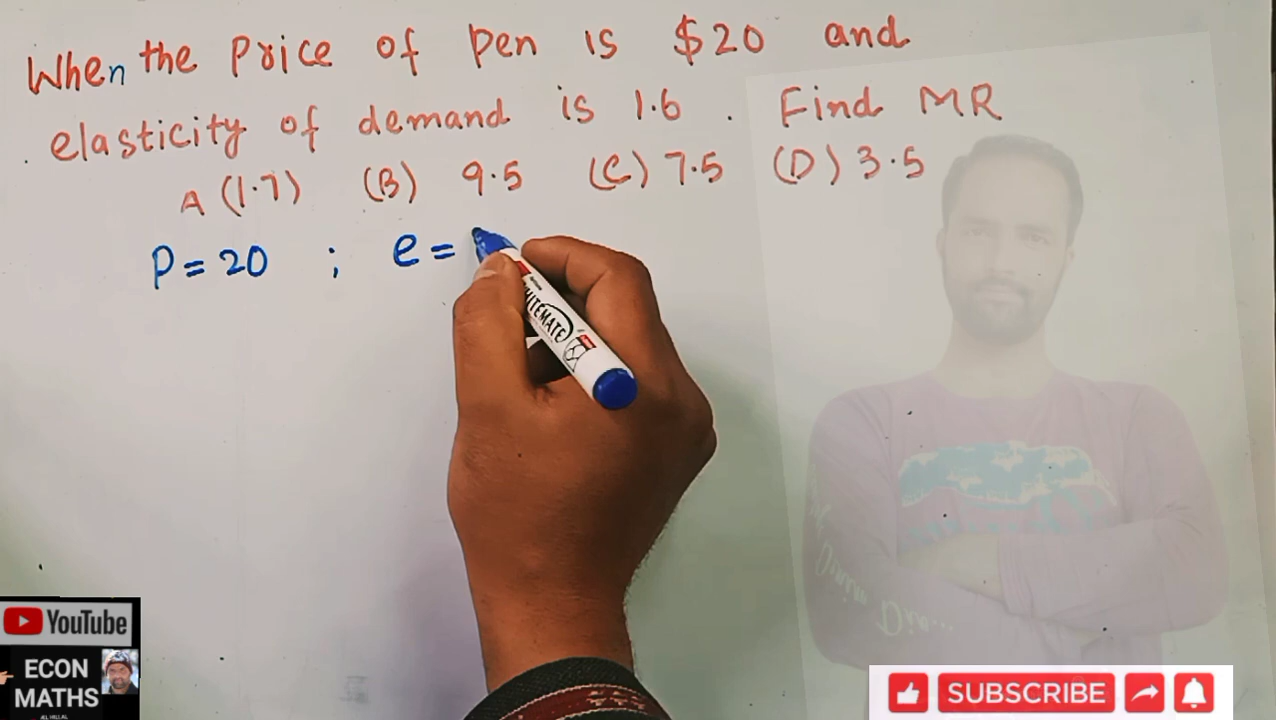 When the Price of Pen is $20 and
elasticity of demand is 1.6 . Find MR
A (1.7) (B) 9.5 (C) 7.5 (D) 3.5
P = 20 ; e =
WHITEMATE
YouTube
ECON
MATHS
SUBSCRIBE